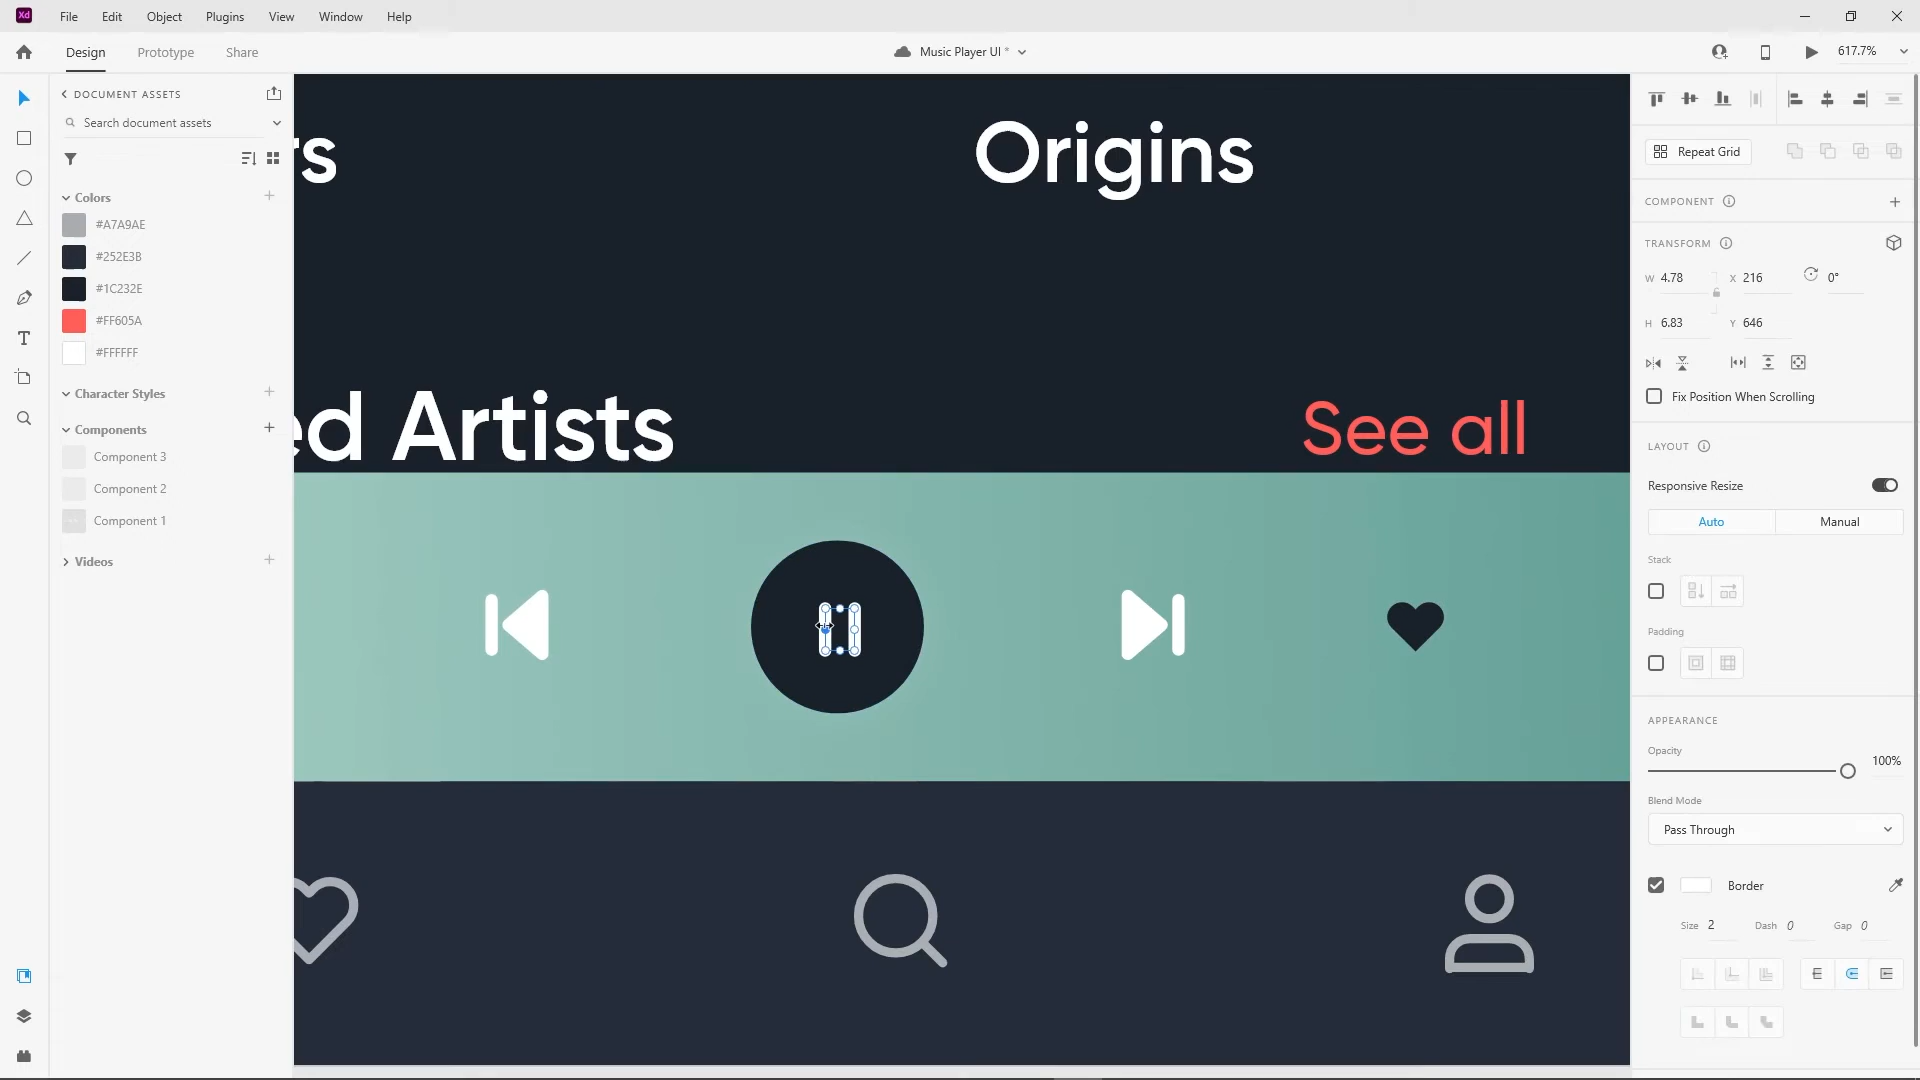 Xd
File
Edit
Object
Plugins
View
Window
Help
Design
Prototype
Share
Music Player UI *
617.7%
DOCUMENT ASSETS
Search document assets
Colors
#A7A9AE
#252E3B
#1C232E
#FF605A
#FFFFFF
Character Styles
Components
Component 3
Component 2
Component 1
Videos
rs
Origins
ed Artists
See all
Repeat Grid
COMPONENT
TRANSFORM
W 4.78
X 216
0°
H 6.83
Y 646
Fix Position When Scrolling
LAYOUT
Responsive Resize
Auto
Manual
Stack
Padding
APPEARANCE
Opacity
100%
Blend Mode
Pass Through
Border
Size 2
Dash 0
Gap 0